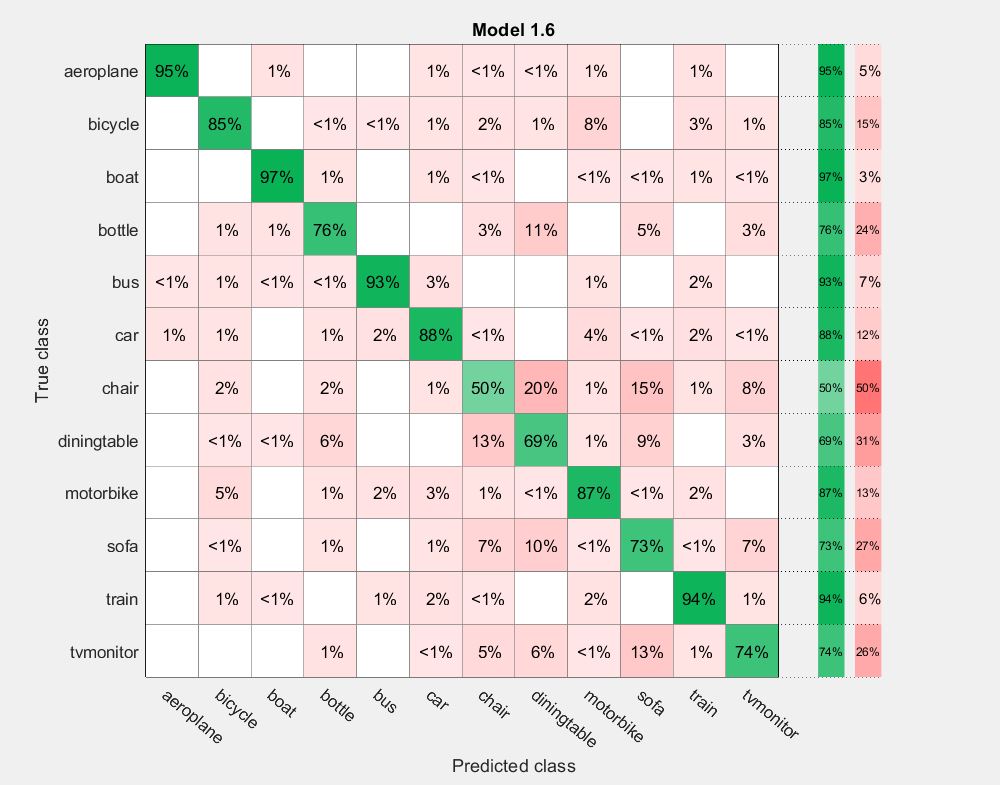 Model 1.6
aeroplane 95% 1% 1% <1% <1% 1% 1% 95% 5%
bicycle 85% <1% <1% 1% 2% 1% 8% 3% 1% 85% 15%
boat 97% 1% 1% <1% <1% <1% 1% <1% 97% 3%
bottle 1% 1% 76% 3% 11% 5% 3% 76% 24%
bus <1% 1% <1% <1% 93% 3% 1% 2% 93% 7%
car 1% 1% 1% 2% 88% <1% 4% <1% 2% <1% 88% 12%
chair 2% 2% 1% 50% 20% 1% 15% 1% 8% 50% 50%
diningtable <1% <1% 6% 13% 69% 1% 9% 3% 69% 31%
motorbike 5% 1% 2% 3% 1% <1% 87% <1% 2% 87% 13%
sofa <1% 1% 1% 7% 10% <1% 73% <1% 7% 73% 27%
train 1% <1% 1% 2% <1% 2% 94% 1% 94% 6%
tvmonitor 1% <1% 5% 6% <1% 13% 1% 74% 74% 26%
True class
aeroplane bicycle boat bottle bus car chair diningtable motorbike sofa train tvmonitor
Predicted class